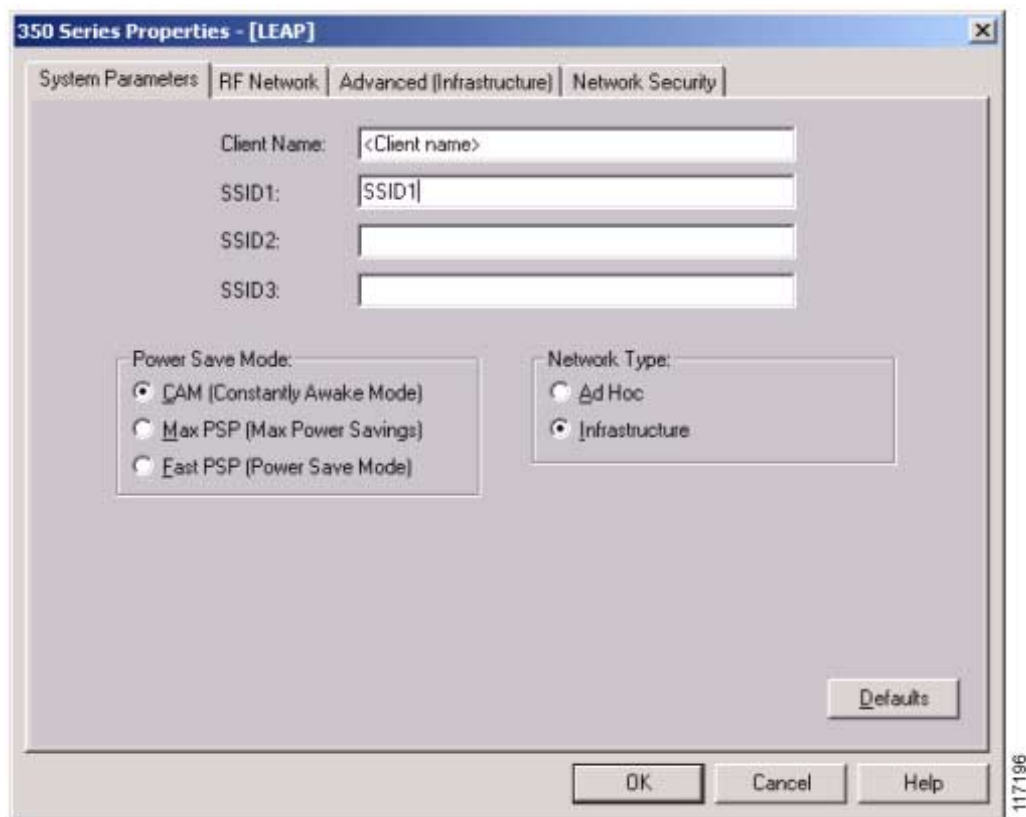 350 Series Properties - [LEAP]
System Parameters RF Network Advanced (Infrastructure) Network Security
Client Name: <Client name>
SSID1: SSID1
SSID2:
SSID3:
Power Save Mode:
CAM (Constantly Awake Mode)
Max PSP (Max Power Savings)
Fast PSP (Power Save Mode)
Network Type:
Ad Hoc
Infrastructure
Defaults
OK Cancel Help
117196